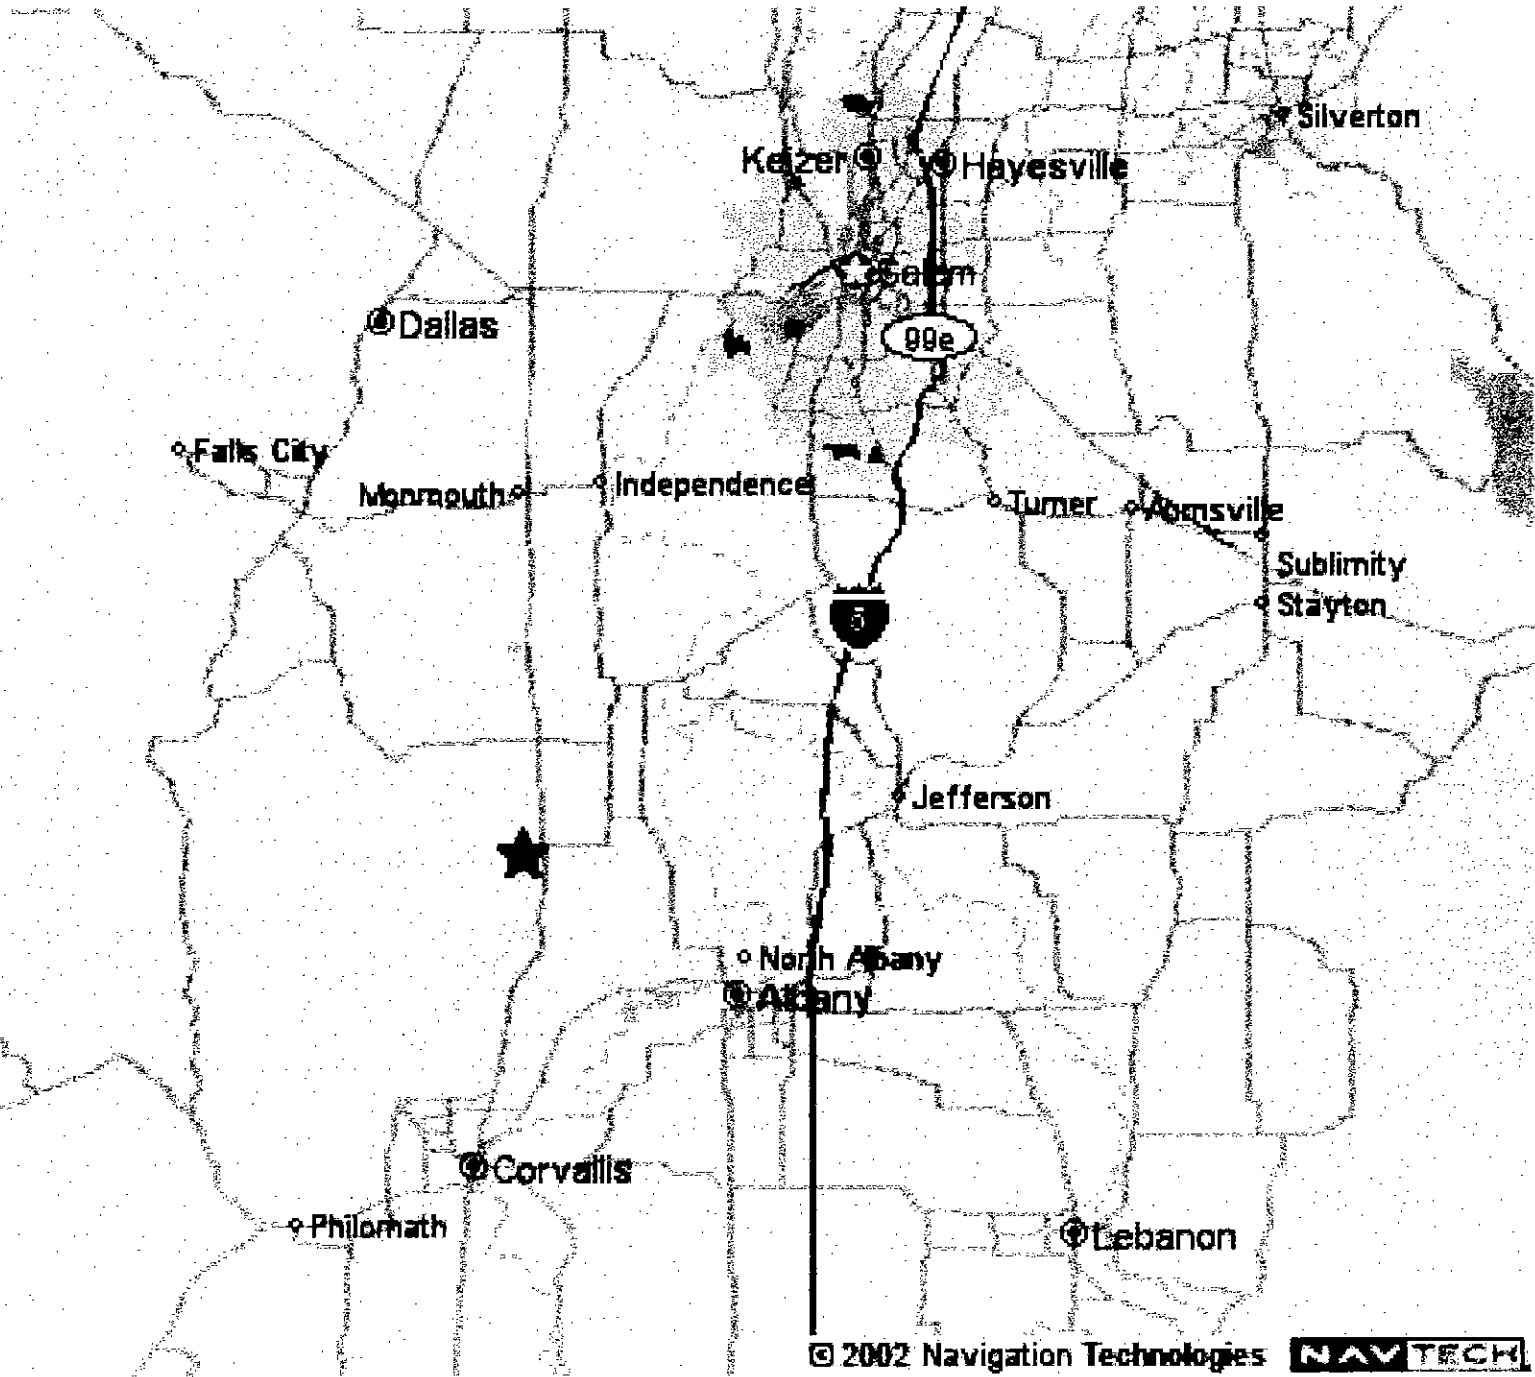 Silverton
Keizer
Hayesville
Salem
Dallas
99e
Falls City
Monmouth
Independence
Turner
Aumsville
Sublimity
Stayton
5
Jefferson
North Albany
Albany
Corvallis
Philomath
Lebanon
© 2002 Navigation Technologies NAVTECH